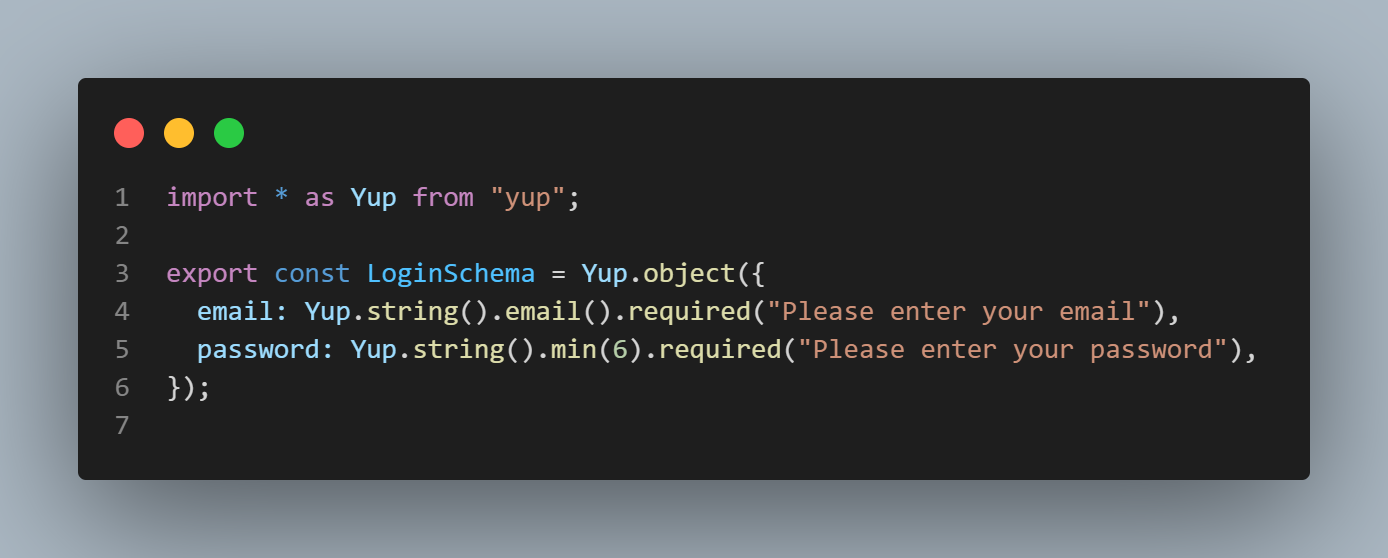 1 import * as Yup from "yup";
2
3 export const LoginSchema = Yup.object({
4   email: Yup.string().email().required("Please enter your email"),
5   password: Yup.string().min(6).required("Please enter your password"),
6 });
7